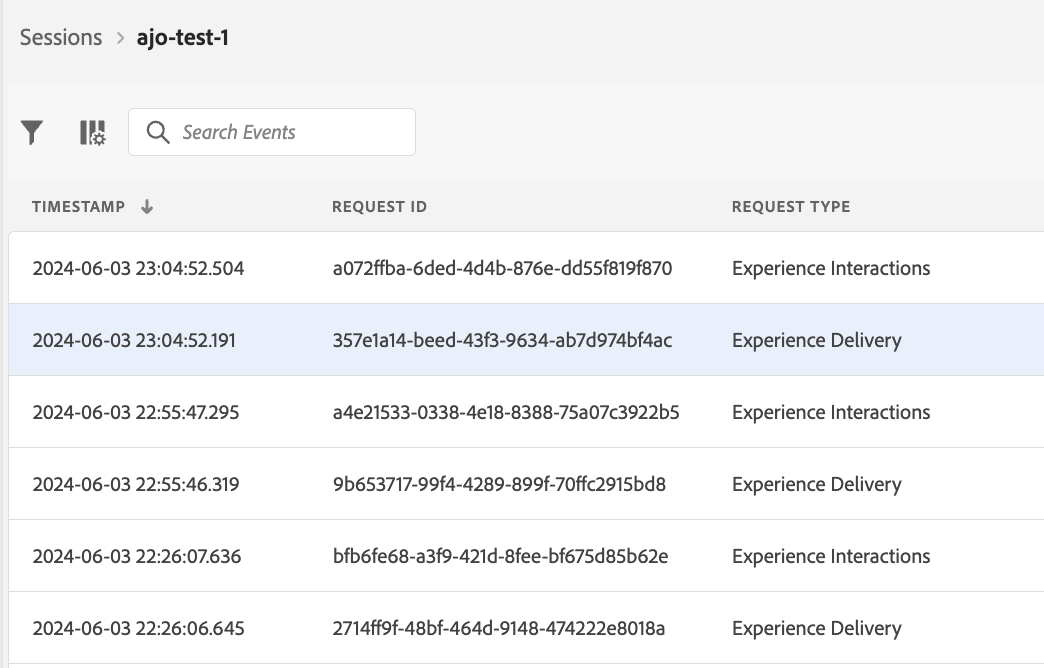 Sessions > ajo-test-1
Search Events
TIMESTAMP ↓ REQUEST ID REQUEST TYPE
2024-06-03 23:04:52.504 a072ffba-6ded-4d4b-876e-dd55f819f870 Experience Interactions
2024-06-03 23:04:52.191 357e1a14-beed-43f3-9634-ab7d974bf4ac Experience Delivery
2024-06-03 22:55:47.295 a4e21533-0338-4e18-8388-75a07c3922b5 Experience Interactions
2024-06-03 22:55:46.319 9b653717-99f4-4289-899f-70ffc2915bd8 Experience Delivery
2024-06-03 22:26:07.636 bfb6fe68-a3f9-421d-8fee-bf675d85b62e Experience Interactions
2024-06-03 22:26:06.645 2714ff9f-48bf-464d-9148-474222e8018a Experience Delivery